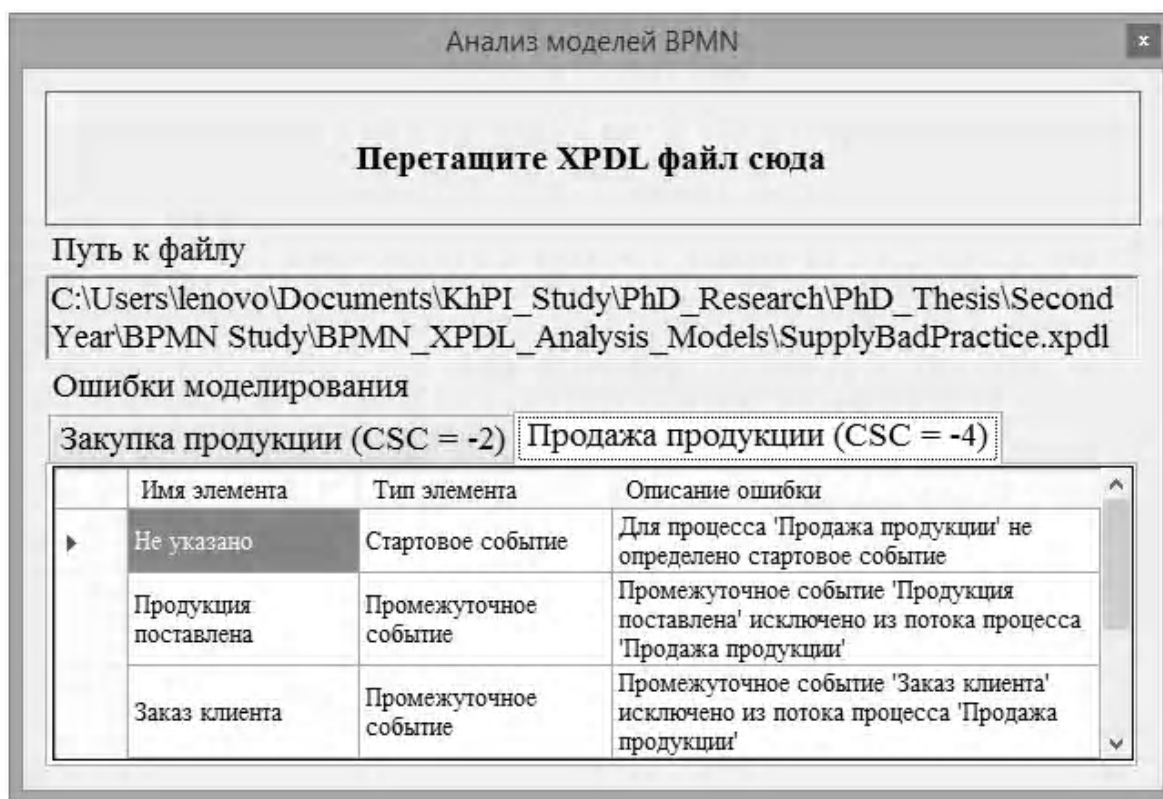 Анализ моделей BPMN
x
Перетащите XPDL файл сюда
Путь к файлу
C:\Users\lenovo\Documents\KhPI_Study\PhD_Research\PhD_Thesis\Second
Year\BPMN Study\BPMN_XPDL_Analysis_Models\SupplyBadPractice.xpdl
Ошибки моделирования
Закупка продукции (CSC = -2) Продажа продукции (CSC = -4)
Имя элемента Тип элемента Описание ошибки
Не указано
Стартовое событие
Для процесса 'Продажа продукции' не
определено стартовое событие
Продукция
поставлена
Промежуточное
событие
Промежуточное событие 'Продукция
поставлена' исключено из потока процесса
'Продажа продукции'
Заказ клиента
Промежуточное
событие
Промежуточное событие 'Заказ клиента'
исключено из потока процесса 'Продажа
продукции'